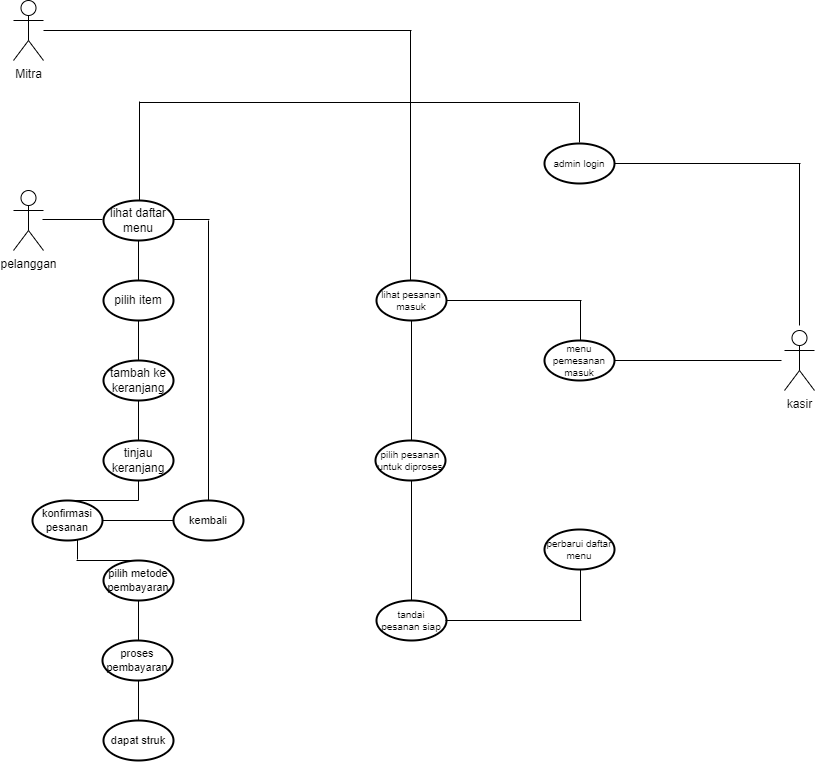 Mitra
admin login
lihat daftar
menu
pelanggan
pilih item
lihat pesanan
masuk
menu
pemesanan
masuk
kasir
tambah ke
keranjang
tinjau
keranjang
pilih pesanan
untuk diproses
konfirmasi
pesanan
kembali
perbarui daftar
menu
pilih metode
pembayaran
tandai
pesanan siap
proses
pembayaran
dapat struk